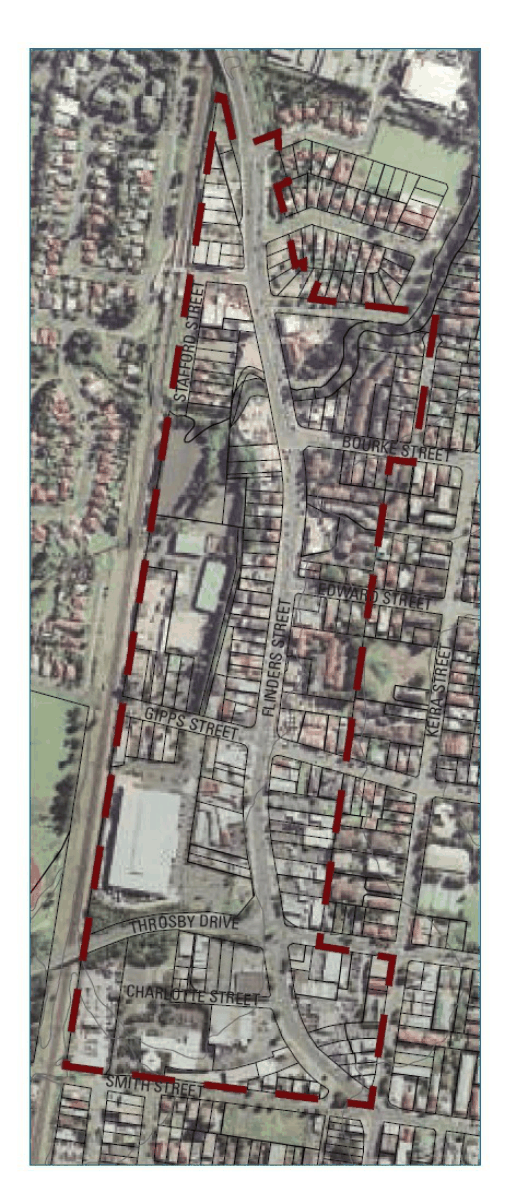 STAFFORD STREET
BOURKE STREET
EDWARD STREET
FLINDERS STREET
KEIRA STREET
GIPPS STREET
THROSBY DRIVE
CHARLOTTE STREET
SMITH STREET